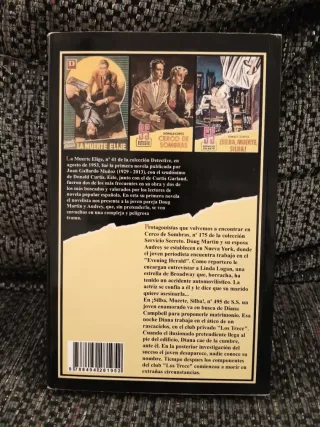 D
LA MUERTE ELIJE
CERCO DE
SOMBRAS
¡SILBA, MUERTE,
SILBA!
La Muerte Elije, nº 41 de la colección Detective, en
agosto de 1953, fue la primera novela publicada por
Juan Gallardo Muñoz (1929 - 2013), con el seudónimo
de Donald Curtis. Este, junto con el de Curtis Garland,
fueron dos de los más frecuentes en su obra y dos de
los más buscados y valorados por los lectores de
novela popular española. En esta su primera novela
el novelista nos presenta a la joven pareja Doug
Martin y Audrey, que, sin pretenderlo, se ven
envueltos en una compleja y peligrosa
trama.
Protagonistas que volvemos a encontrar en
Cerco de Sombras, nº 175 de la colección
Servicio Secreto. Doug Martin y su esposa
Audrey se establecen en Nueva York, donde
el joven periodista encuentra trabajo en el
"Evening Herald". Como reportero le
encargan entrevistar a Linda Logan, una
estrella de Broadway que, borracha, ha
tenido un accidente automovilístico. La
actriz se confía a él y le dice que su marido
quiere asesinarla...
En ¡Silba, Muerte, Silba!, nº 495 de S.S. un
joven enamorado va en busca de Diana
Campbell para proponerle matrimonio. Esa
noche Diana trabaja en el ático de un
rascacielos, en el club privado "Los Trece".
Cuando el ilusionado pretendiente llega al
pie del edificio, Diana cae de la cumbre,
ante él. En la posterior investigación del
suceso el joven desaparece, nadie conoce su
nombre. Tiempo después los componentes
del club "Los Trece" comienzan a morir en
extrañas circunstancias.